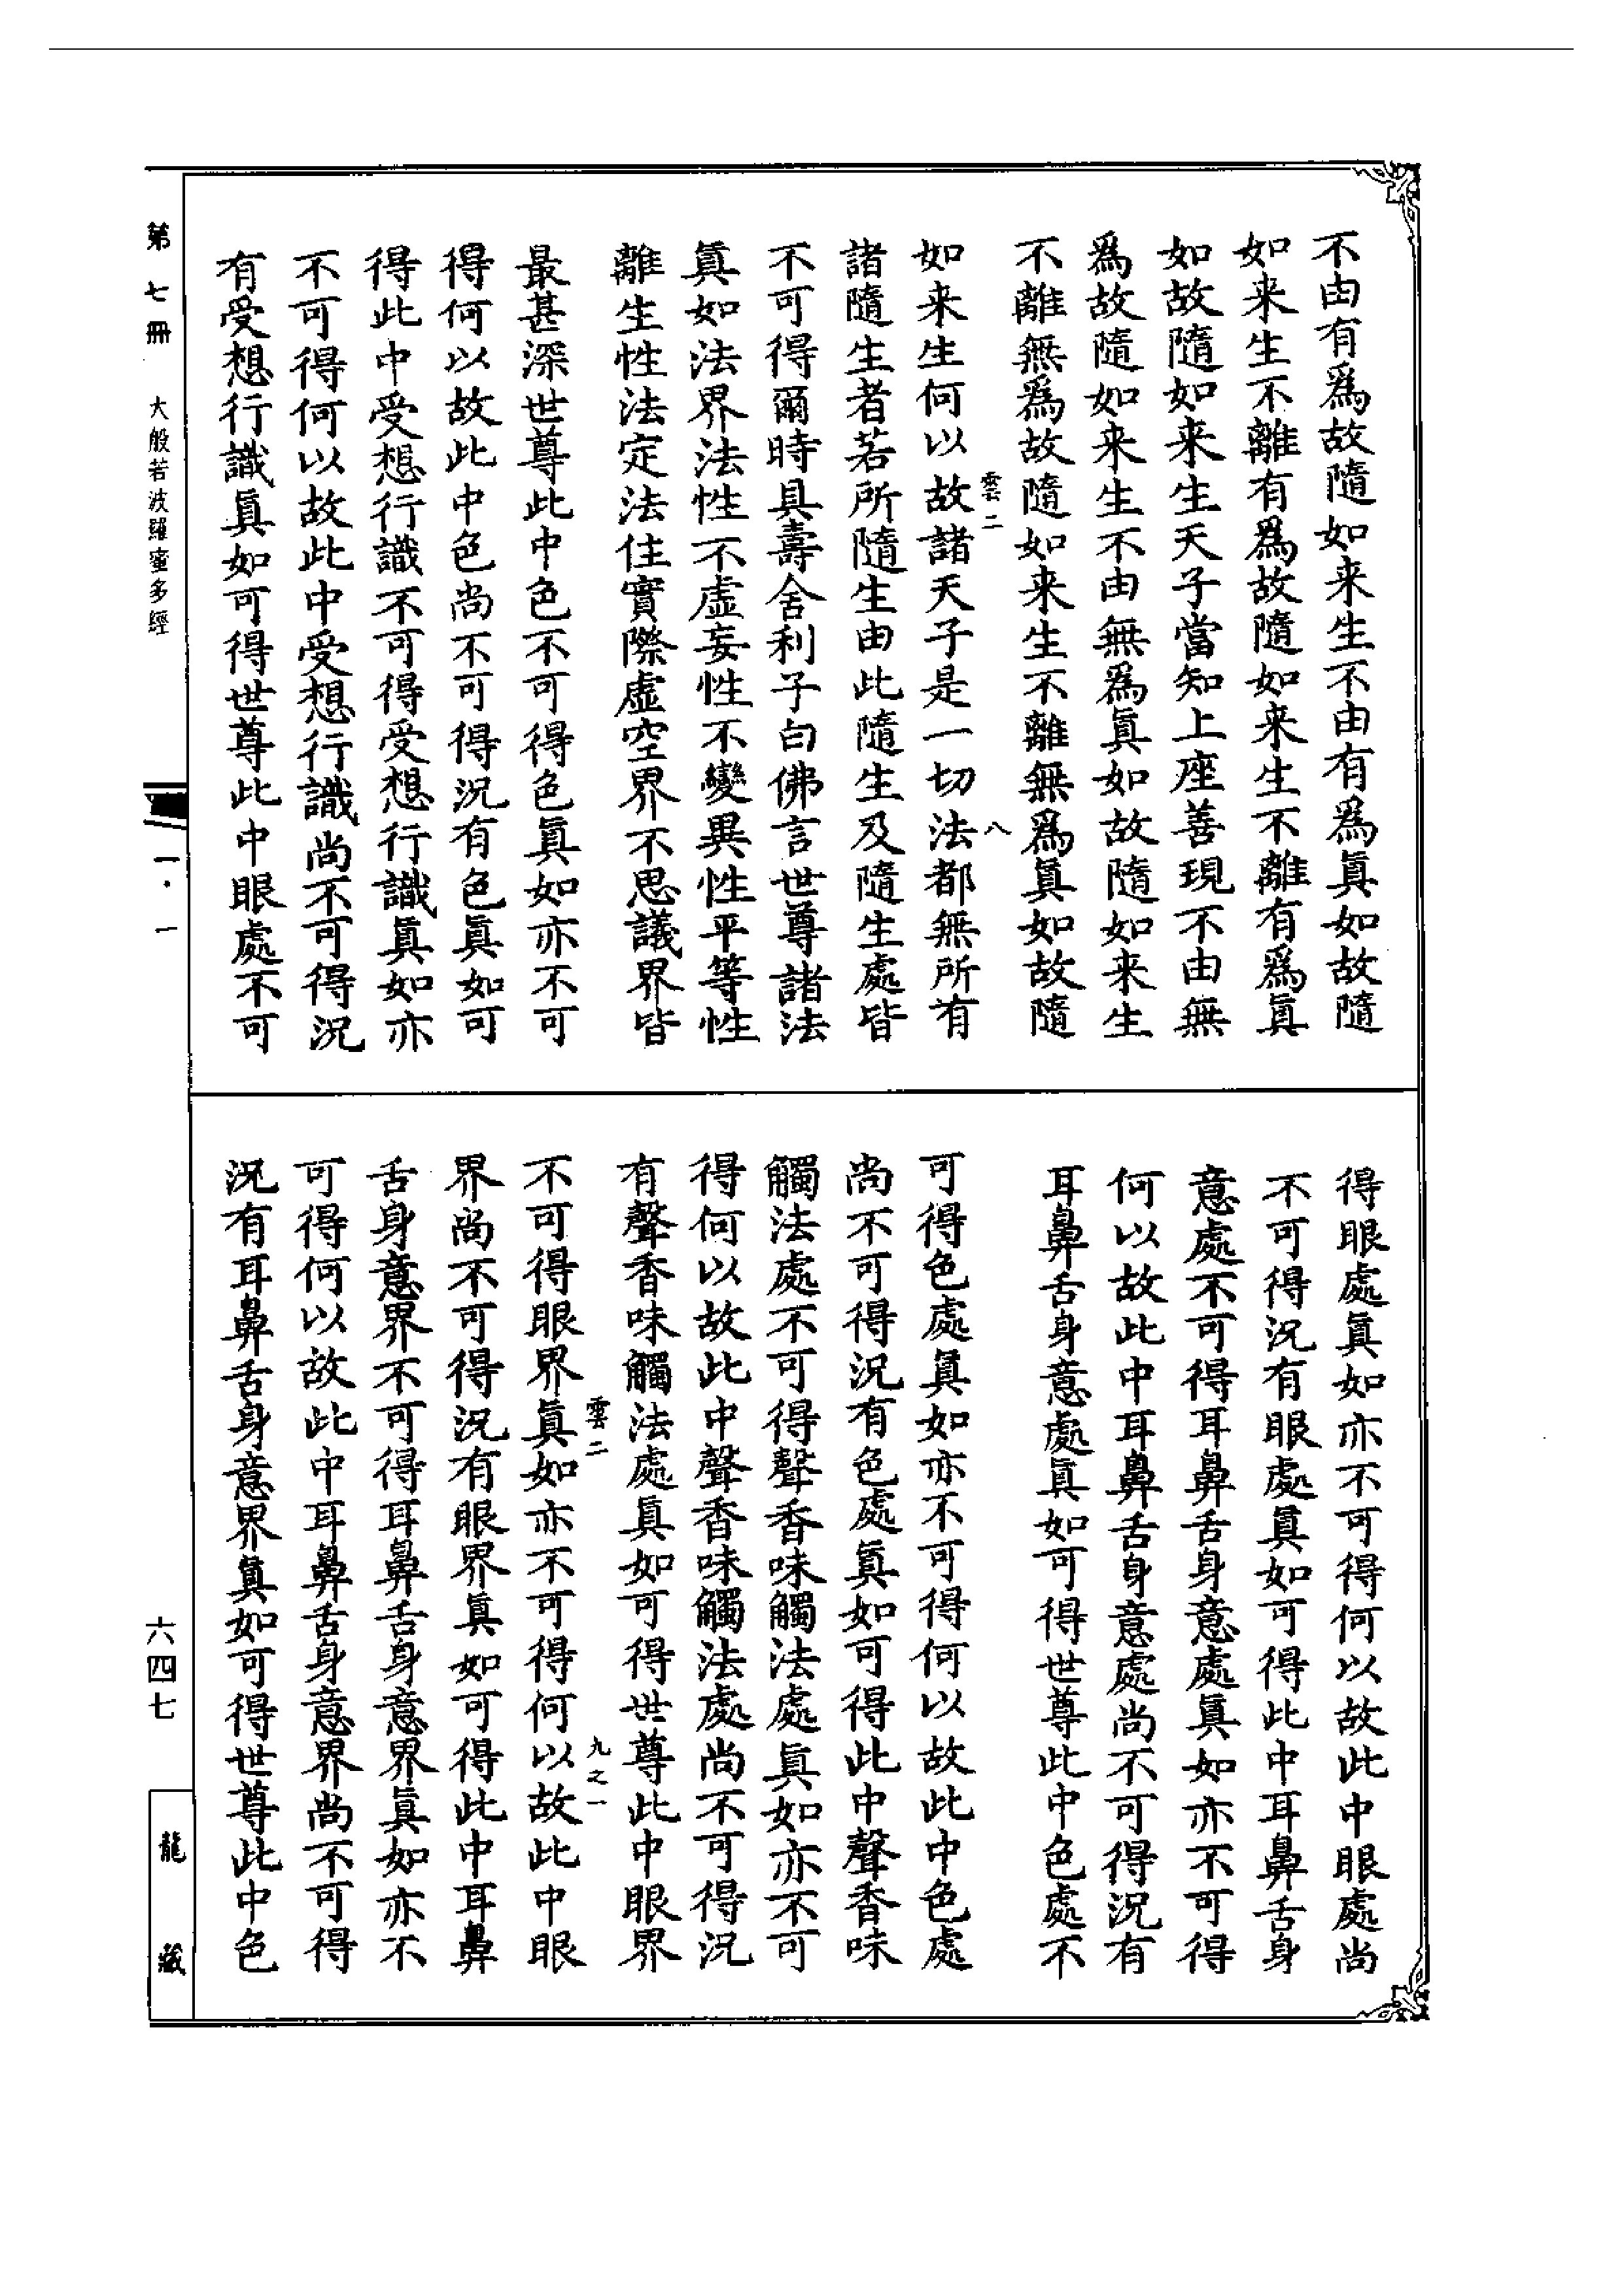 不由有爲故隨如来生不由有爲眞如故隨
如来生不離有爲故隨如来生不離有爲眞
如故隨如来生天子當知上座善現不由無
爲故隨如来生不由無爲眞如故隨如来生
不離無爲故隨如来生不離無爲眞如故隨
雲二
八
如来生何以故諸天子是一切法都無所有
諸隨生者若所隨生由此隨生及隨生處皆
不可得爾時具壽舍利子白佛言世尊諸法
眞如法界法性不虛妄性不變異性平等性
離生性法定法住實際虛空界不思議界皆
最甚深世尊此中色不可得色眞如亦不可
得何以故此中色尚不可得況有色眞如可
得此中受想行識不可得受想行識眞如亦
不可得何以故此中受想行識尚不可得況
有受想行識眞如可得世尊此中眼處不可
得眼處眞如亦不可得何以故此中眼處尚
不可得況有眼處眞如可得此中耳鼻舌身
意處不可得耳鼻舌身意處眞如亦不可得
何以故此中耳鼻舌身意處尚不可得況有
耳鼻舌身意處眞如可得世尊此中色處不
可得色處眞如亦不可得何以故此中色處
尚不可得況有色處眞如可得此中聲香味
觸法處不可得聲香味觸法處眞如亦不可
得何以故此中聲香味觸法處尚不可得況
有聲香味觸法處眞如可得世尊此中眼界
雲二
九之一
不可得眼界眞如亦不可得何以故此中眼
界尚不可得況有眼界眞如可得此中耳鼻
舌身意界不可得耳鼻舌身意界眞如亦不
可得何以故此中耳鼻舌身意界尚不可得
況有耳鼻舌身意界眞如可得世尊此中色
第七冊 大般若波羅蜜多經
一·一
六四七
龍藏